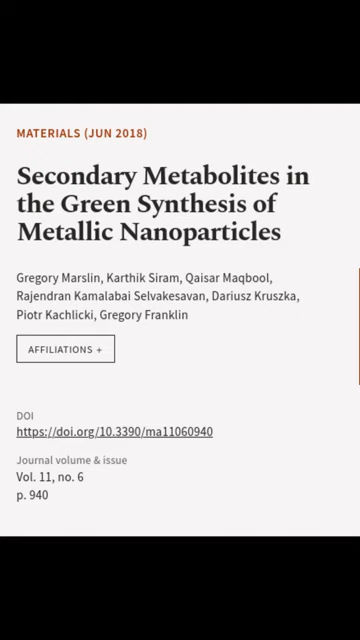 MATERIALS (JUN 2018)
Secondary Metabolites in
the Green Synthesis of
Metallic Nanoparticles
Gregory Marslin, Karthik Siram, Qaisar Maqbool,
Rajendran Kamalabai Selvakesavan, Dariusz Kruszka,
Piotr Kachlicki, Gregory Franklin
AFFILIATIONS +
DOI
https://doi.org/10.3390/ma11060940
Journal volume & issue
Vol. 11, no. 6
p. 940